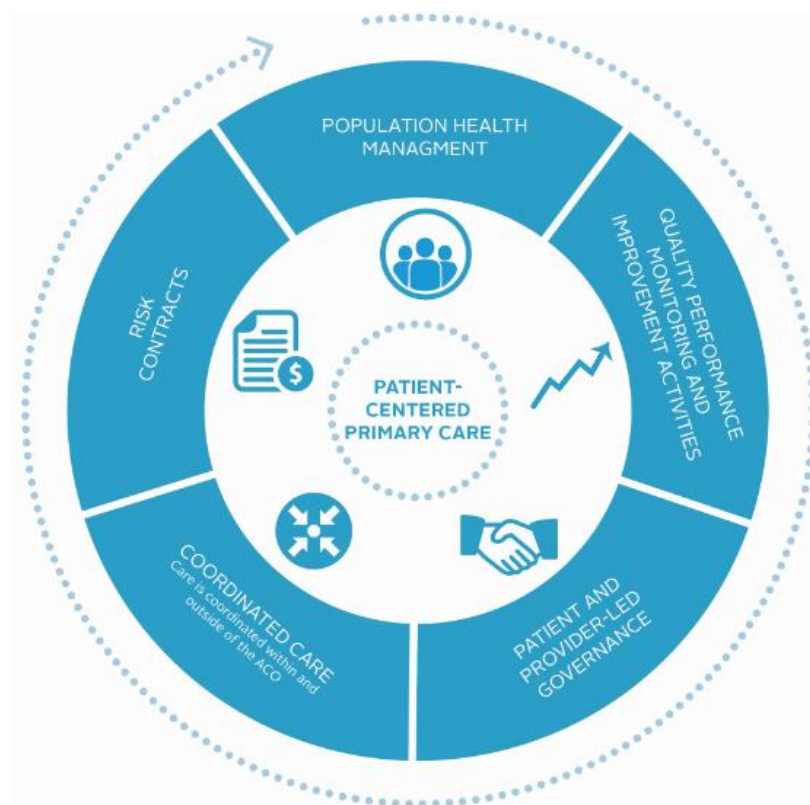 POPULATION HEALTH
MANAGMENT
QUALITY PERFORMANCE
MONITORING AND
IMPROVEMENT ACTIVITIES
PATIENT AND
PROVIDER-LED
GOVERNANCE
COORDINATED CARE
Care is coordinated within and
outside of the ACO
RISK
CONTRACTS
$
PATIENT-
CENTERED
PRIMARY CARE